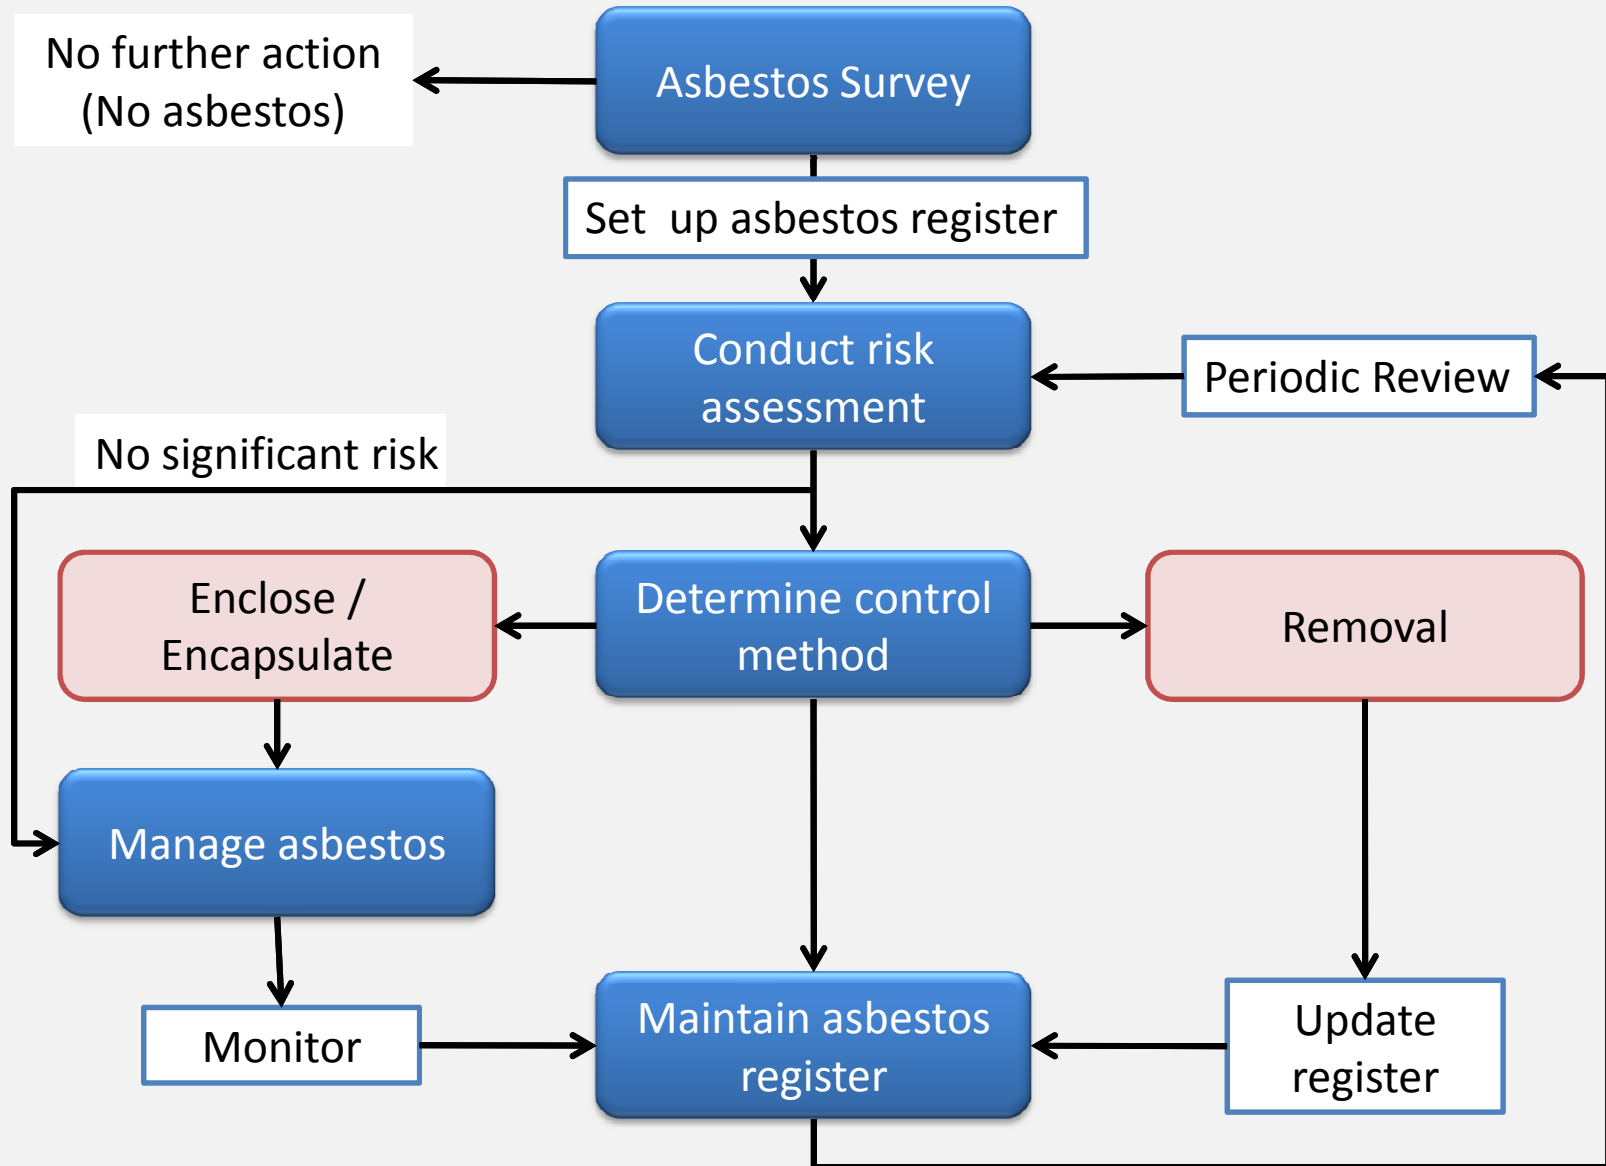 No further action
(No asbestos)
Asbestos Survey
Set up asbestos register
Conduct risk
assessment
Periodic Review
No significant risk
Enclose /
Encapsulate
Determine control
method
Removal
Manage asbestos
Monitor
Maintain asbestos
register
Update
register